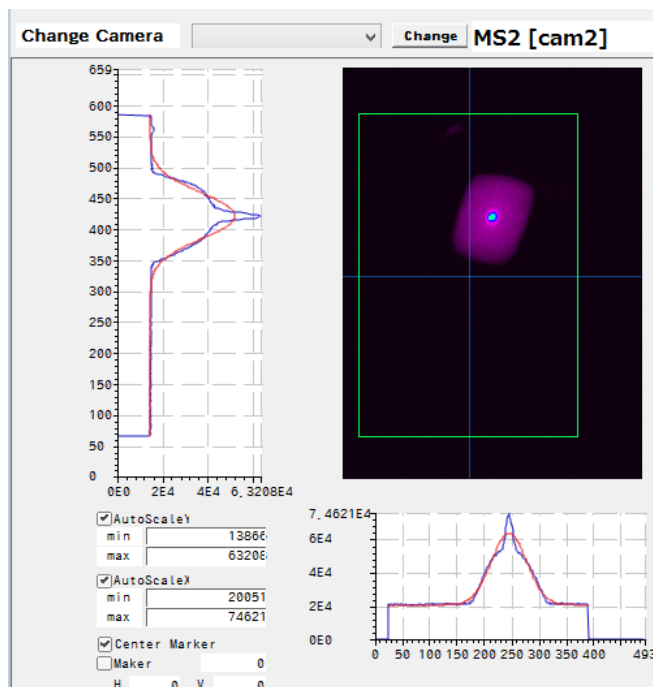 Change Camera Change MS2 [cam2]
659
600
550
500
450
400
350
300
250
200
150
100
50
0
0E0 2E4 4E4 6,3208E4
AutoScaleY
min 13866
max 63208
AutoScaleX
min 20051
max 74621
Center Marker
Maker 0
H 0 V 0
7,4621E4
6E4
4E4
2E4
0E0
0 50 100 150 200 250 300 350 400 493